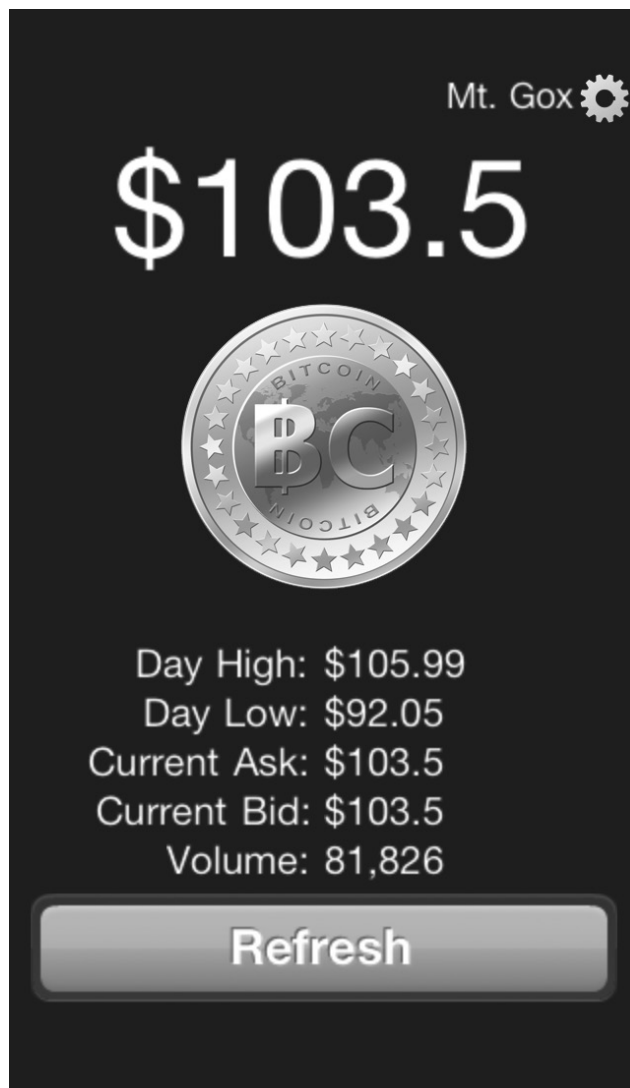 Mt. Gox
$103.5
BITCOIN
BC
BITCOIN
Day High: $105.99
Day Low: $92.05
Current Ask: $103.5
Current Bid: $103.5
Volume: 81,826
Refresh